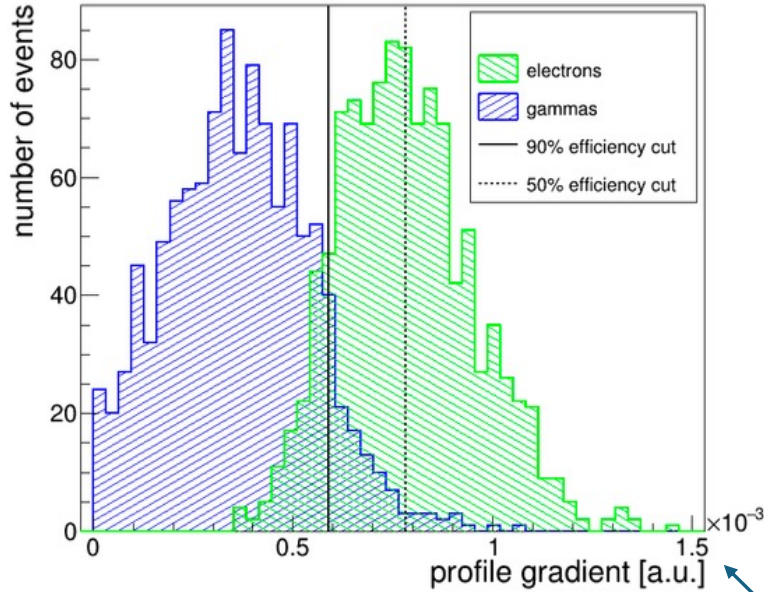 number of events
80
60
40
20
0
electrons
gammas
90% efficiency cut
50% efficiency cut
0 0.5 1 1.5
×10⁻³
profile gradient [a.u.]